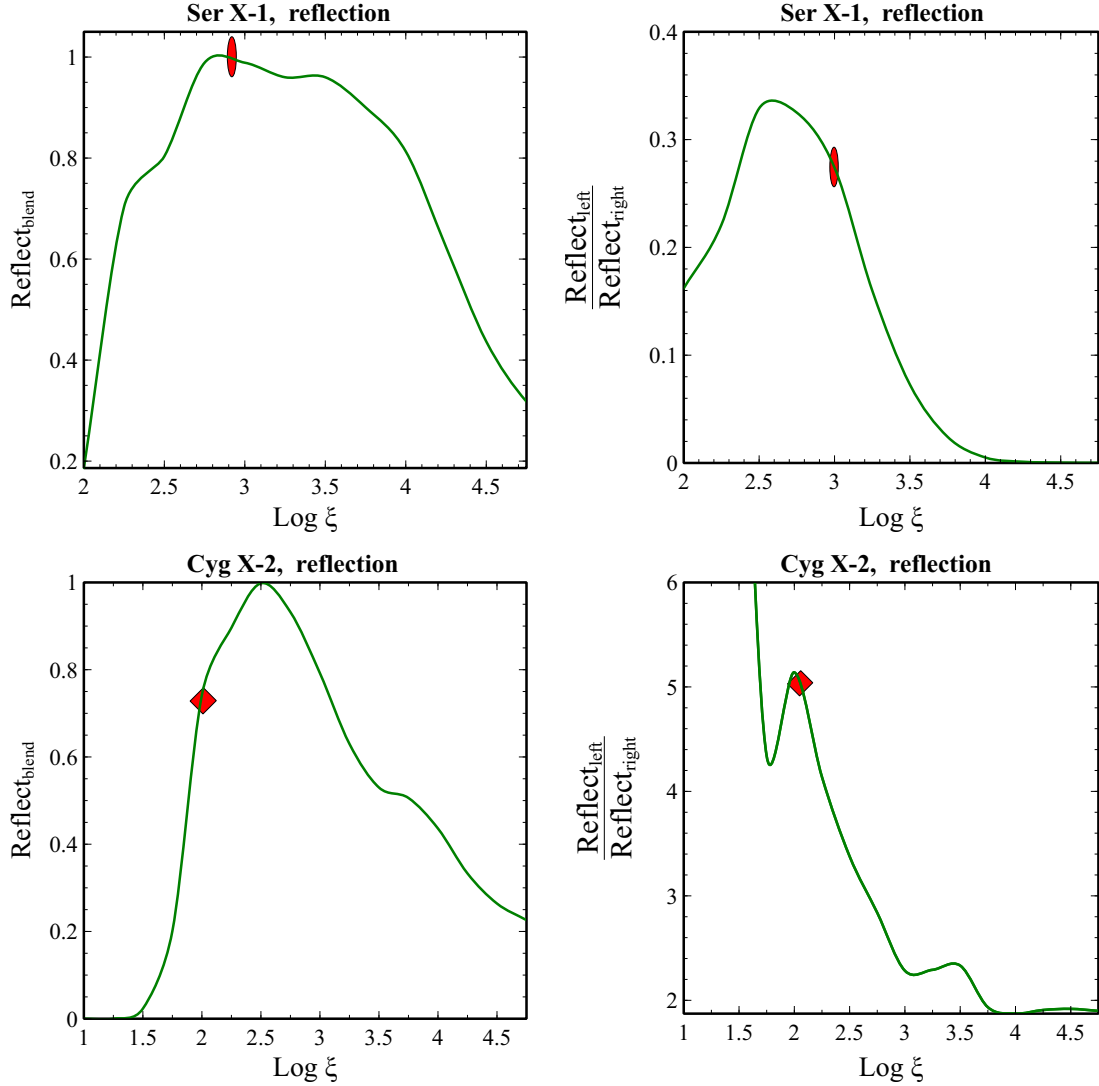 Ser X-1, reflection
Reflect_blend
1
0.8
0.6
0.4
0.2
2 2.5 3 3.5 4 4.5
Log ξ
Ser X-1, reflection
Reflect_left
Reflect_right
0.4
0.3
0.2
0.1
0
2 2.5 3 3.5 4 4.5
Log ξ
Cyg X-2, reflection
Reflect_blend
1
0.8
0.6
0.4
0.2
0
1 1.5 2 2.5 3 3.5 4 4.5
Log ξ
Cyg X-2, reflection
Reflect_left
Reflect_right
6
5
4
3
2
1 1.5 2 2.5 3 3.5 4 4.5
Log ξ